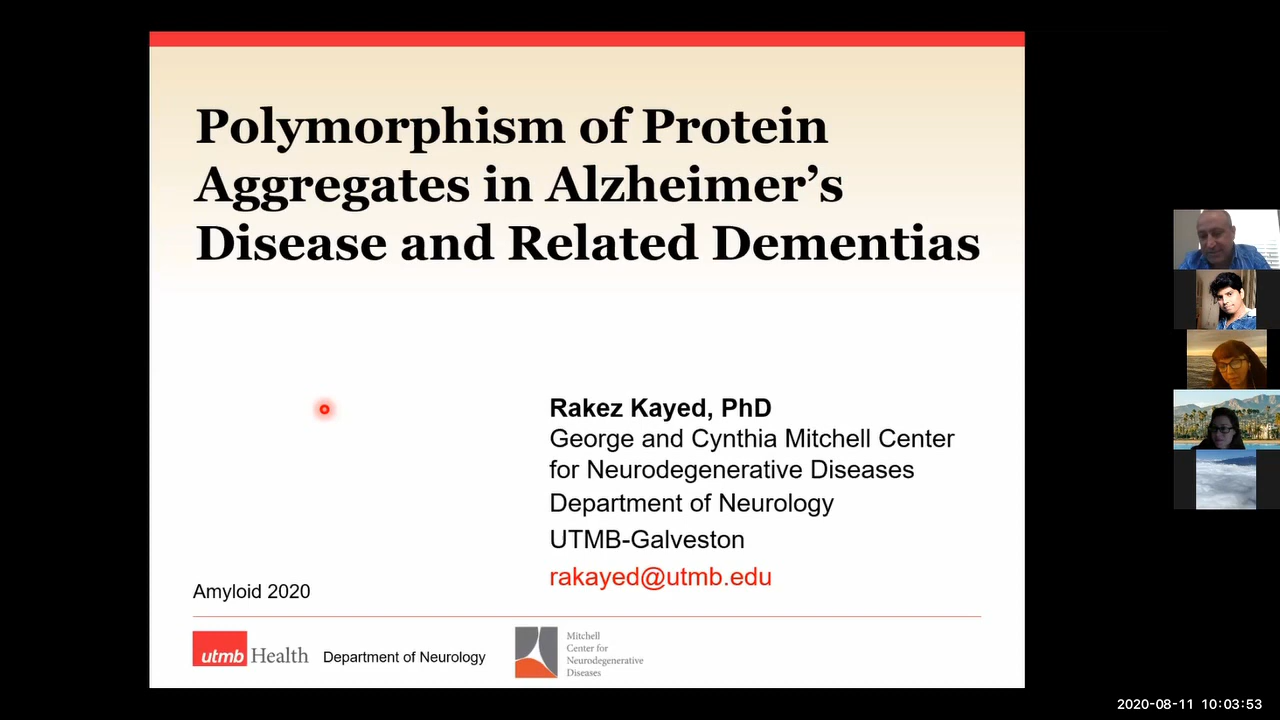 Polymorphism of Protein
Aggregates in Alzheimer’s
Disease and Related Dementias
Rakez Kayed, PhD
George and Cynthia Mitchell Center
for Neurodegenerative Diseases
Department of Neurology
UTMB-Galveston
rakayed@utmb.edu
Amyloid 2020
utmb Health
Department of Neurology
Mitchell
Center for
Neurodegenerative
Diseases
2020-08-11 10:03:53